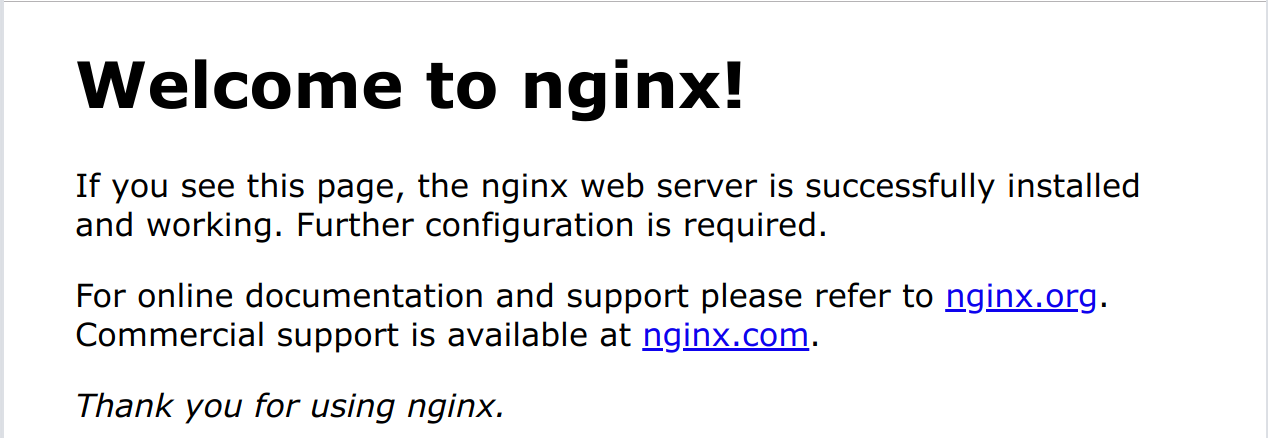 Welcome to nginx!
If you see this page, the nginx web server is successfully installed
and working. Further configuration is required.
For online documentation and support please refer to nginx.org.
Commercial support is available at nginx.com.
Thank you for using nginx.